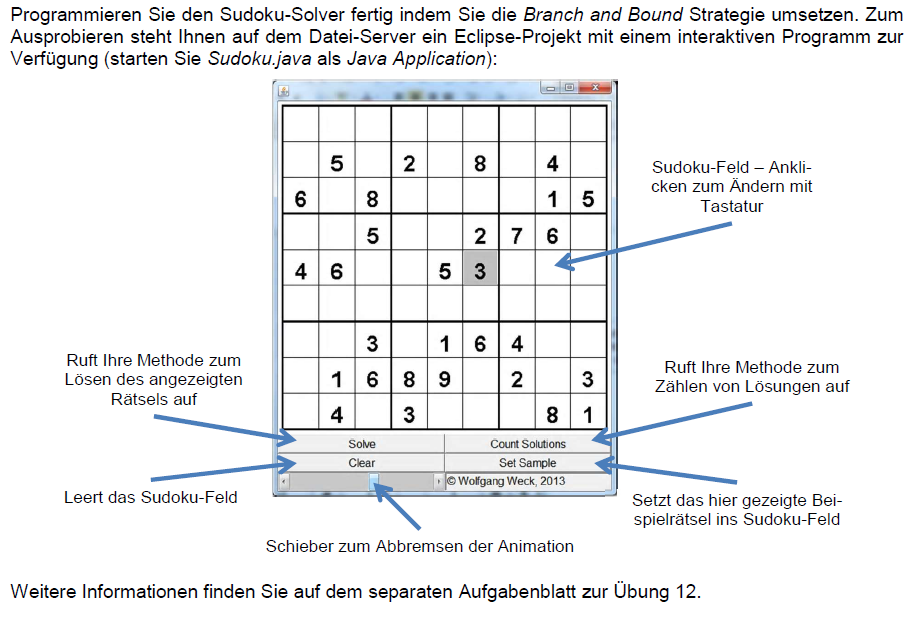 Programmieren Sie den Sudoku-Solver fertig indem Sie die Branch and Bound Strategie umsetzen. Zum
Ausprobieren steht Ihnen auf dem Datei-Server ein Eclipse-Projekt mit einem interaktiven Programm zur
Verfügung (starten Sie Sudoku.java als Java Application):
5 2 8 4
6 8 1 5
5 2 7 6
4 6 5 3
3 1 6 4
1 6 8 9 2 3
4 3 8 1
Sudoku-Feld – Ankli-
cken zum Ändern mit
Tastatur
Ruft Ihre Methode zum
Lösen des angezeigten
Rätsels auf
Ruft Ihre Methode zum
Zählen von Lösungen auf
Solve Count Solutions
Clear Set Sample
© Wolfgang Weck, 2013
Leert das Sudoku-Feld
Setzt das hier gezeigte Bei-
spielrätsel ins Sudoku-Feld
Schieber zum Abbremsen der Animation
Weitere Informationen finden Sie auf dem separaten Aufgabenblatt zur Übung 12.